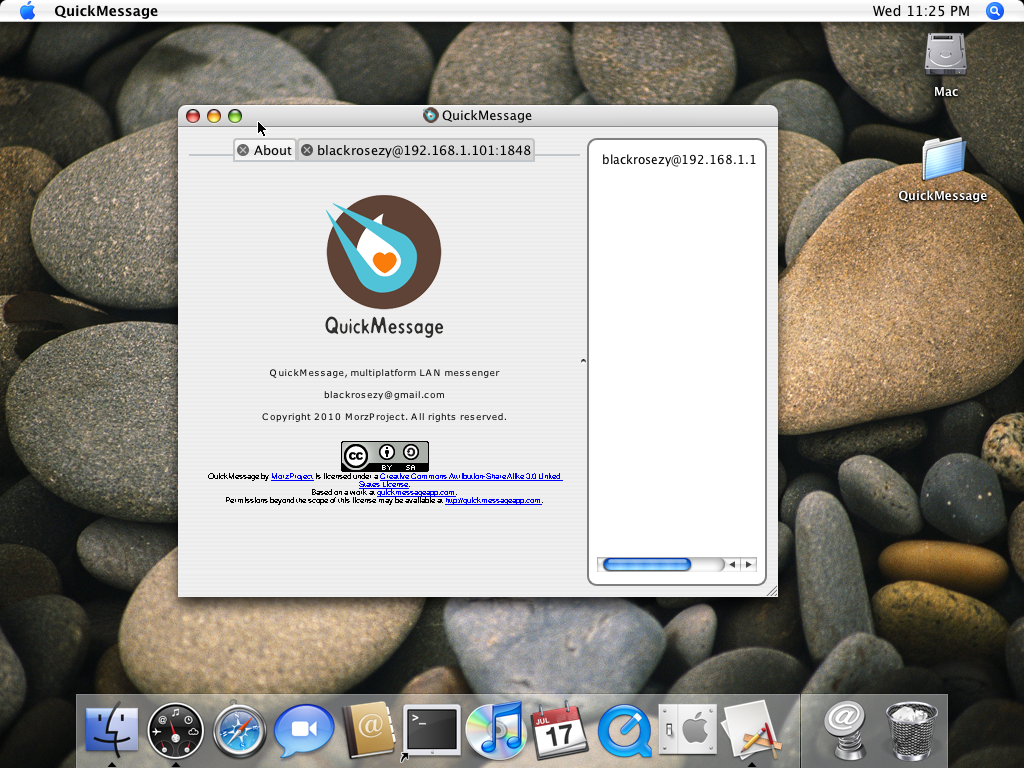 QuickMessage
Wed 11:25 PM
Mac
QuickMessage
QuickMessage
About
blackrosezy@192.168.1.101:1848
blackrosezy@192.168.1.1
QuickMessage
QuickMessage, multiplatform LAN messenger
blackrosezy@gmail.com
Copyright 2010 MorzProject. All rights reserved.
cc
BY SA
QuickMessage by MorzProject is licensed under a Creative Commons Attribution-ShareAlike 3.0 United
States License.
Based on a work at quickmessageapp.com.
Permissions beyond the scope of this license may be available at http://quickmessageapp.com.
@
>_
JUL
17
@